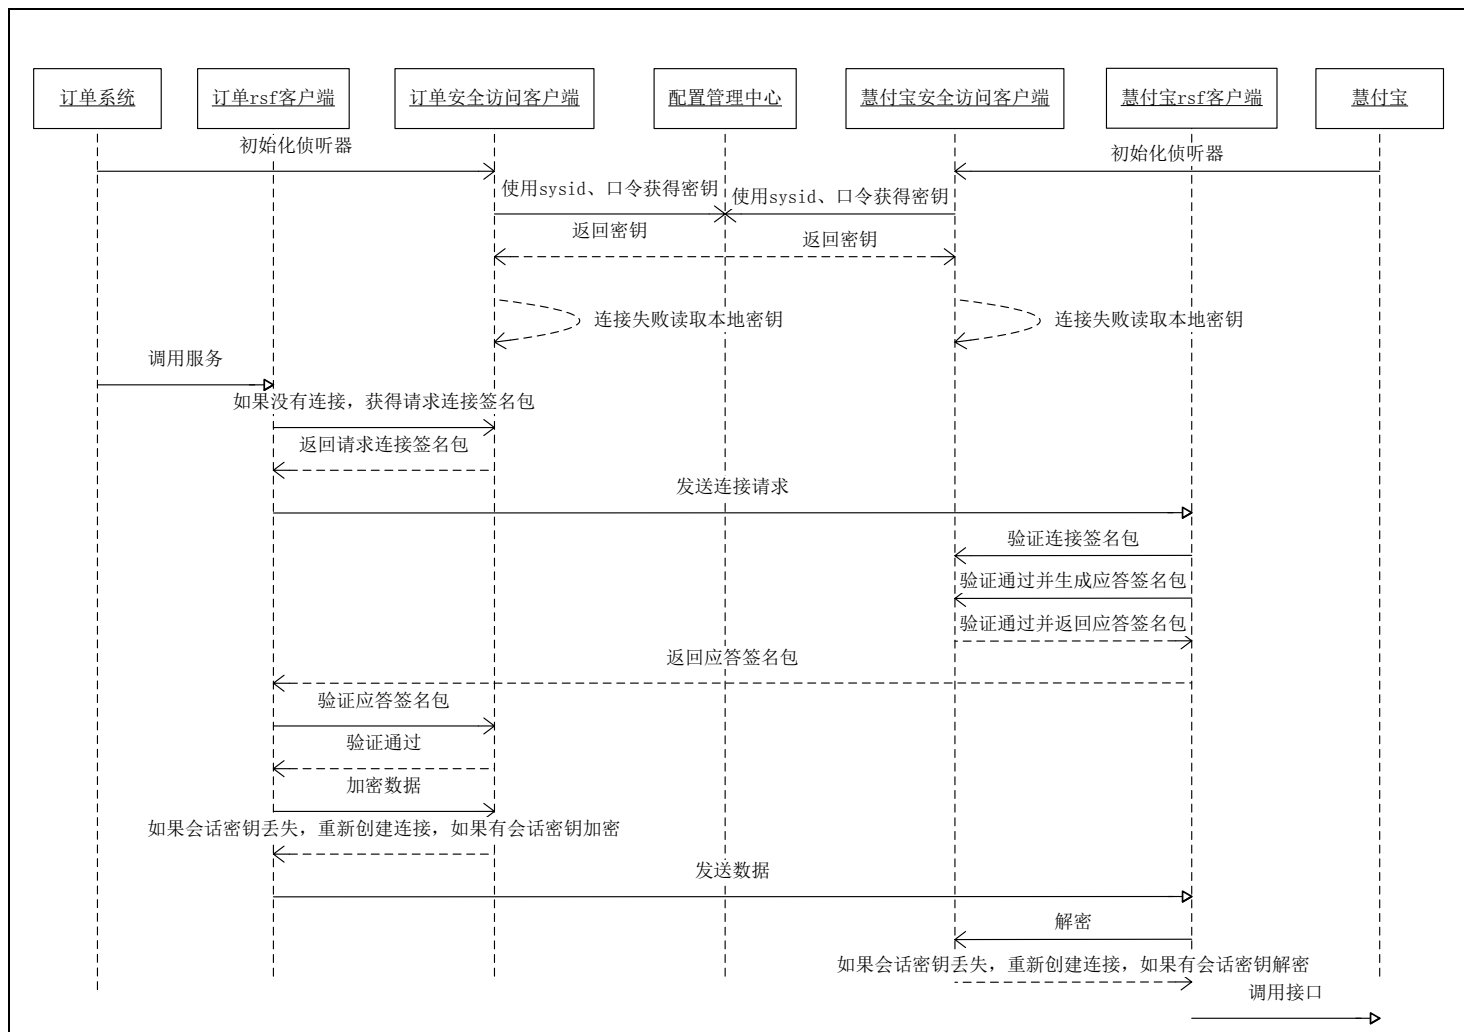 订单系统
订单rsf客户端
订单安全访问客户端
配置管理中心
慧付宝安全访问客户端
慧付宝rsf客户端
慧付宝
初始化侦听器
初始化侦听器
使用sysid、口令获得密钥
使用sysid、口令获得密钥
返回密钥
返回密钥
连接失败读取本地密钥
连接失败读取本地密钥
调用服务
如果没有连接，获得请求连接签名包
返回请求连接签名包
发送连接请求
验证连接签名包
验证通过并生成应答签名包
验证通过并返回应答签名包
返回应答签名包
验证应答签名包
验证通过
加密数据
如果会话密钥丢失，重新创建连接，如果有会话密钥加密
发送数据
解密
如果会话密钥丢失，重新创建连接，如果有会话密钥解密
调用接口